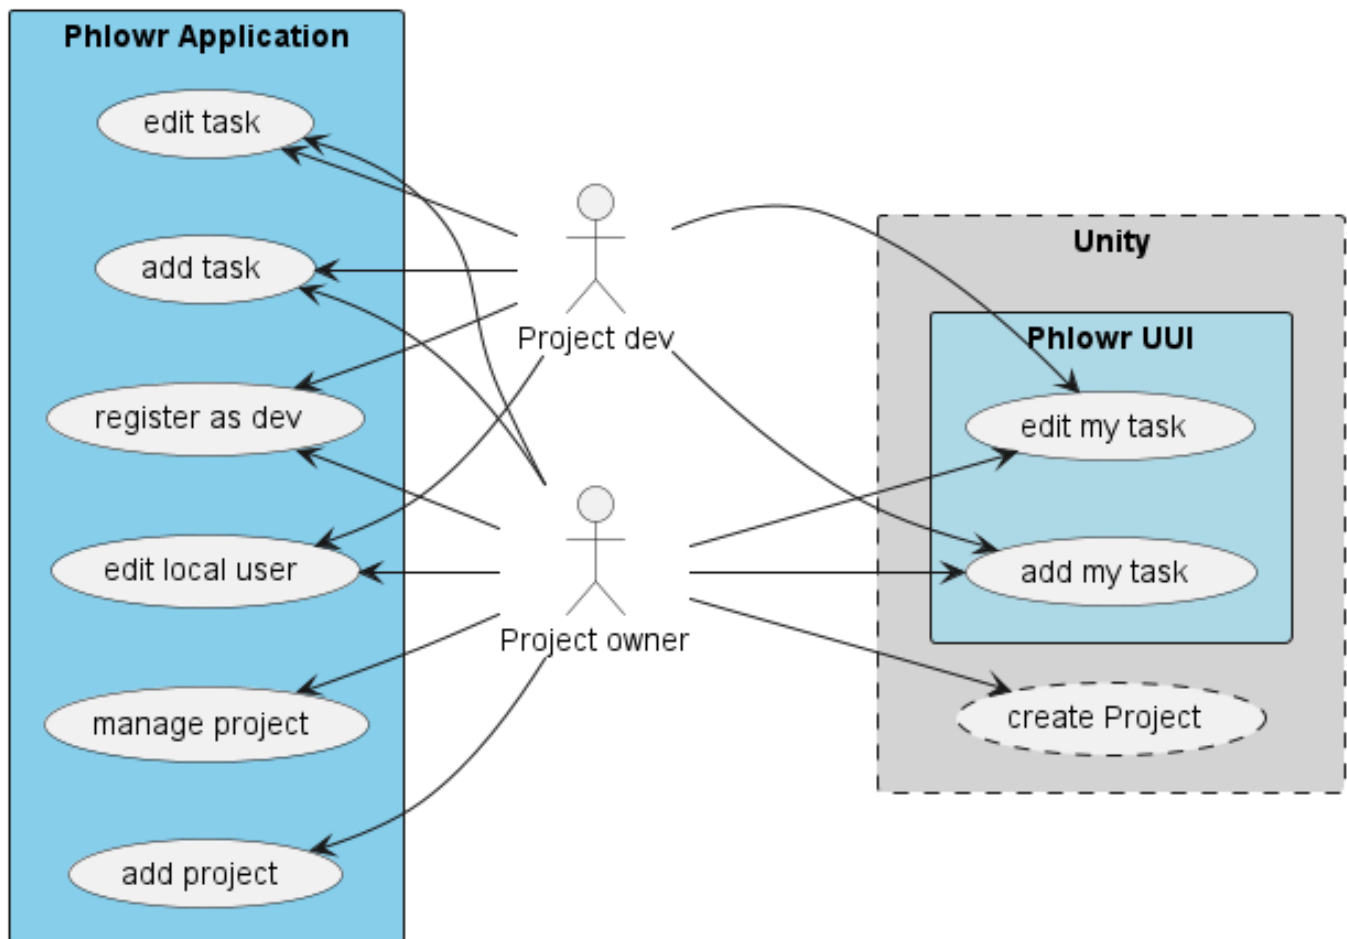 Phlowr Application
edit task
add task
register as dev
edit local user
manage project
add project
Project dev
Project owner
Unity
Phlowr UUI
edit my task
add my task
create Project